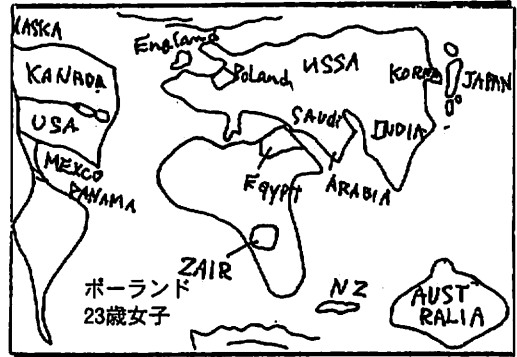 KASKA
KANADA
USA
MEXCO
PANAMA
England
Poland
USSA
KOREA
JAPAN
SAUDI
ARABIA
INDIA
Egypt
ZAIR
NZ
AUST
RALIA
ポーランド
23歳女子